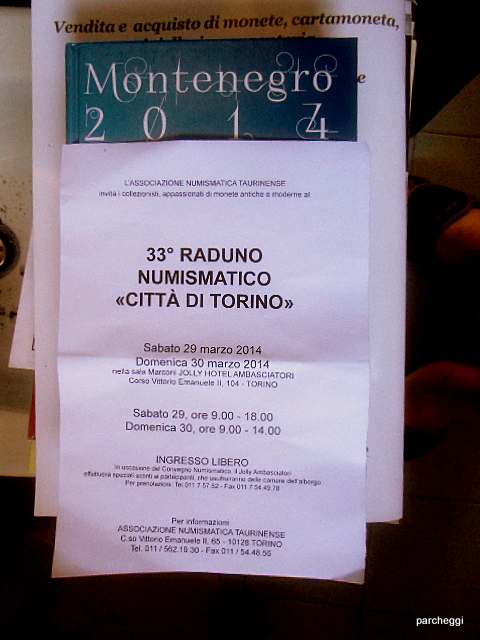 Vendita e acquisto di monete, cartamoneta,
Montenegro
2017
L'ASSOCIAZIONE NUMISMATICA TAURINENSE
invita i collezionisti, appassionati di monete antiche e moderne al:
33° RADUNO
NUMISMATICO
«CITTÀ DI TORINO»
Sabato 29 marzo 2014
Domenica 30 marzo 2014
nella sala Marconi JOLLY HOTEL AMBASCIATORI
Corso Vittorio Emanuele II, 104 - TORINO
Sabato 29, ore 9.00 - 18.00
Domenica 30, ore 9.00 - 14.00
INGRESSO LIBERO
In occasione del Convegno Numismatico, il Jolly Ambasciatori
effettuerà speciali sconti ai partecipanti, che usufruiranno delle camere dell'albergo
Per prenotazioni: Tel 011 7 57.52 - Fax 011 7 54.49.78
Per informazioni
ASSOCIAZIONE NUMISMATICA TAURINENSE
C.so Vittorio Emanuele II, 65 - 10128 TORINO
Tel. 011 / 562.19.30 - Fax 011 / 54.48.56
parcheggi